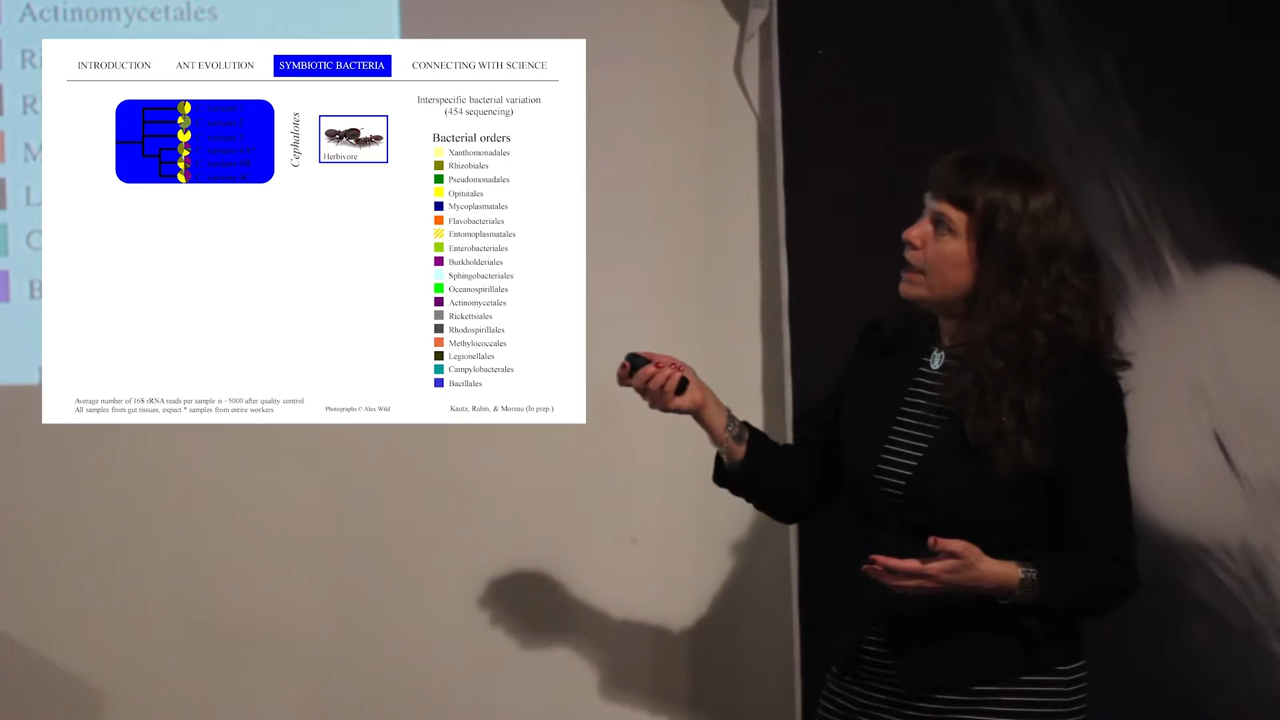 Actinomycetales
INTRODUCTION ANT EVOLUTION SYMBIOTIC BACTERIA CONNECTING WITH SCIENCE
Cephalotes
Herbivore
Interspecific bacterial variation
(454 sequencing)
Bacterial orders
Xanthomonadales
Rhizobiales
Pseudomonadales
Opitutales
Mycoplasmatales
Flavobacteriales
Entomoplasmatales
Enterobacteriales
Burkholderiales
Sphingobacteriales
Oceanospirillales
Actinomycetales
Rickettsiales
Rhodospirillales
Methylococcales
Legionellales
Campylobacterales
Bacillales
Average number of 16S rRNA reads per sample is ~5000 after quality control
All samples from gut tissues, expect * samples from entire workers
Photographs © Alex Wild
Kautz, Rubin, & Moreau (In prep.)